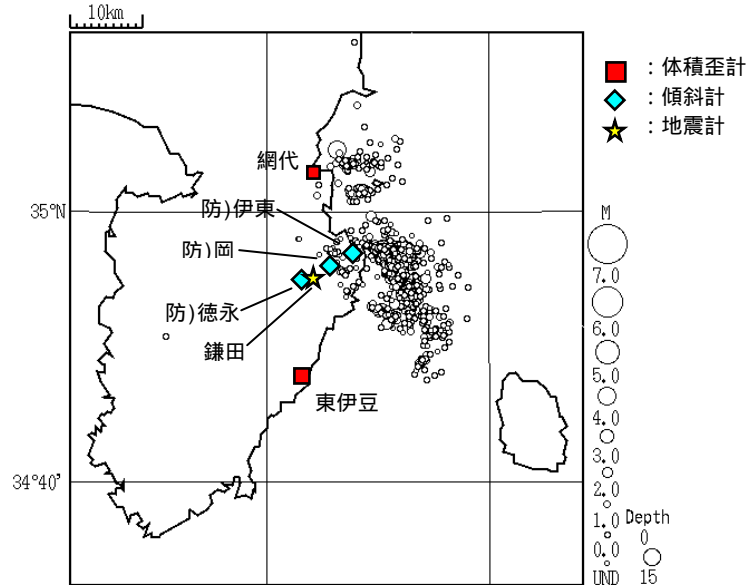 10km
：体積歪計
：傾斜計
：地震計
網代
防)伊東
35°N
M
防)岡
7.0
防)徳永
6.0
鎌田
5.0
東伊豆
4.0
3.0
34°40'
2.0
1.0
Depth
0
0.0
UND
15